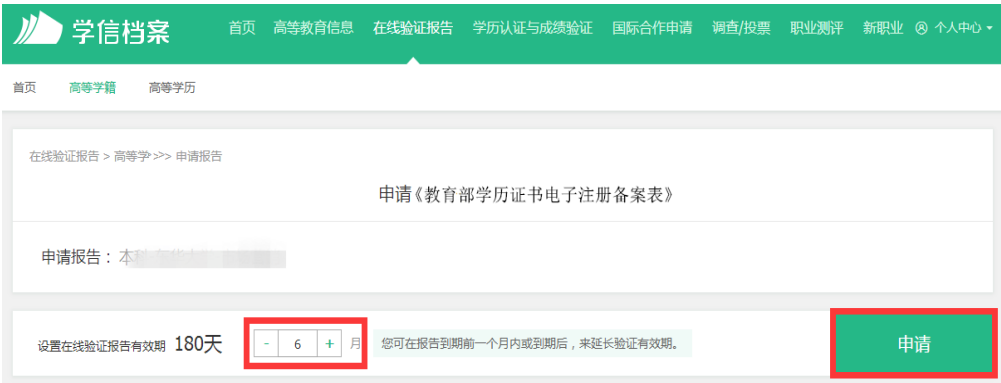 学信档案 首页 高等教育信息 在线验证报告 学历认证与成绩验证 国际合作申请 调查/投票 职业测评 新职业 个人中心
首页 高等学籍 高等学历
在线验证报告 > 高等学 >> 申请报告
申请《教育部学历证书电子注册备案表》
申请报告：本科
设置在线验证报告有效期 180天 - 6 + 月 您可在报告到期前一个月内或到期后，来延长验证有效期。 申请